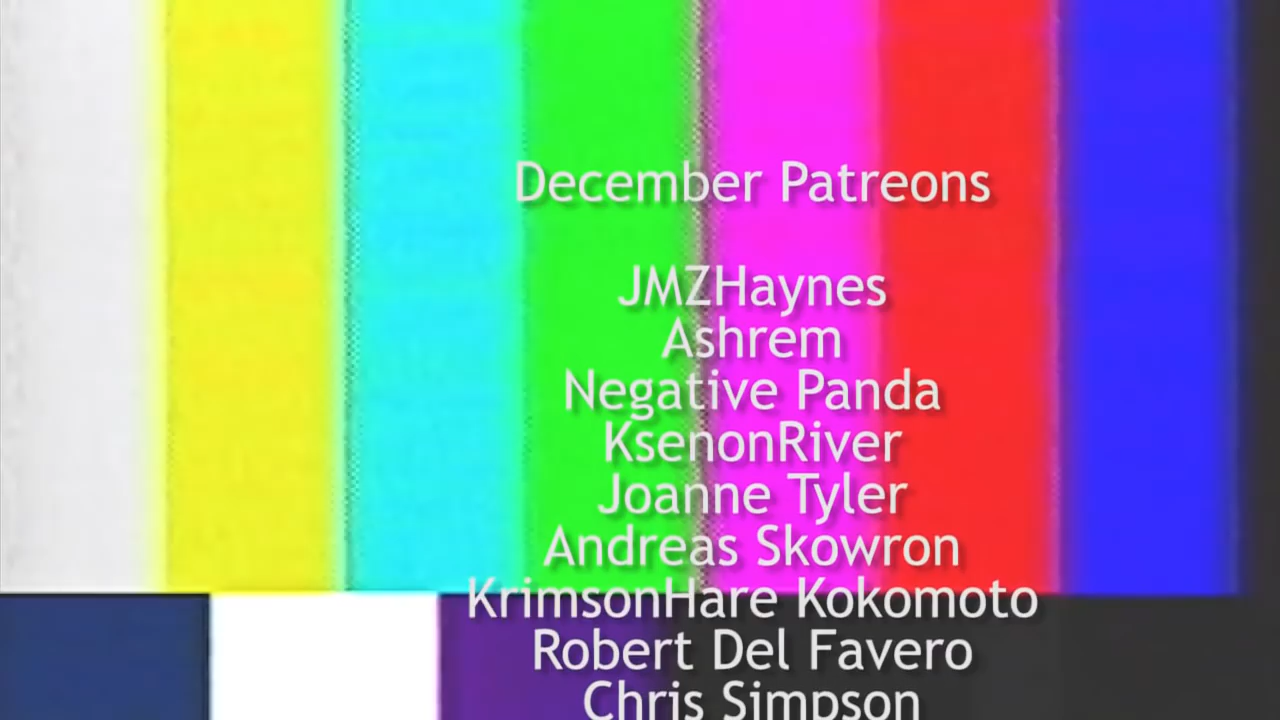 December Patreons
JMZHaynes
Ashrem
Negative Panda
KsenonRiver
Joanne Tyler
Andreas Skowron
KrimsonHare Kokomoto
Robert Del Favero
Chris Simpson